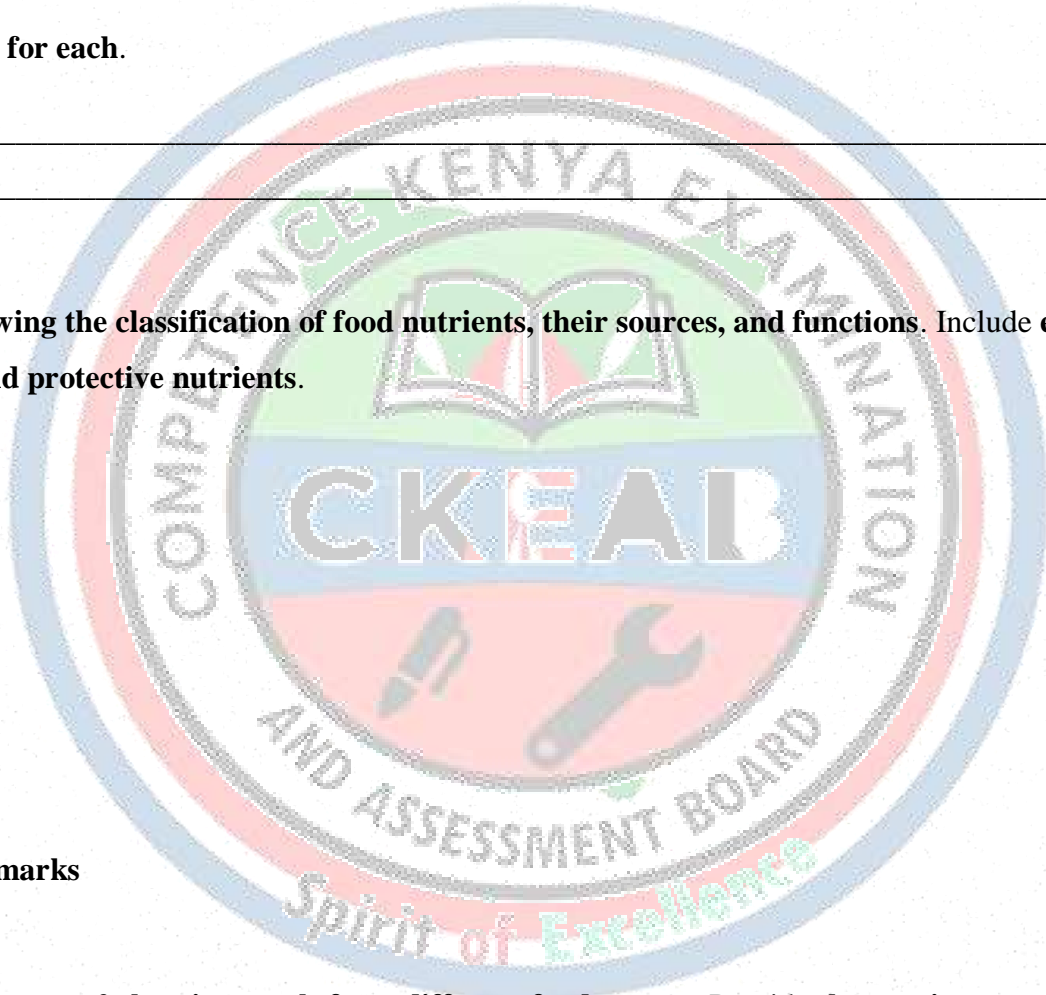 for each.
COMPETENCE KENYA EXAMINATION
wing the classification of food nutrients, their sources, and functions. Include
d protective nutrients.
CKEAB
AND ASSESSMENT BOARD
marks
Spirit of Excellence